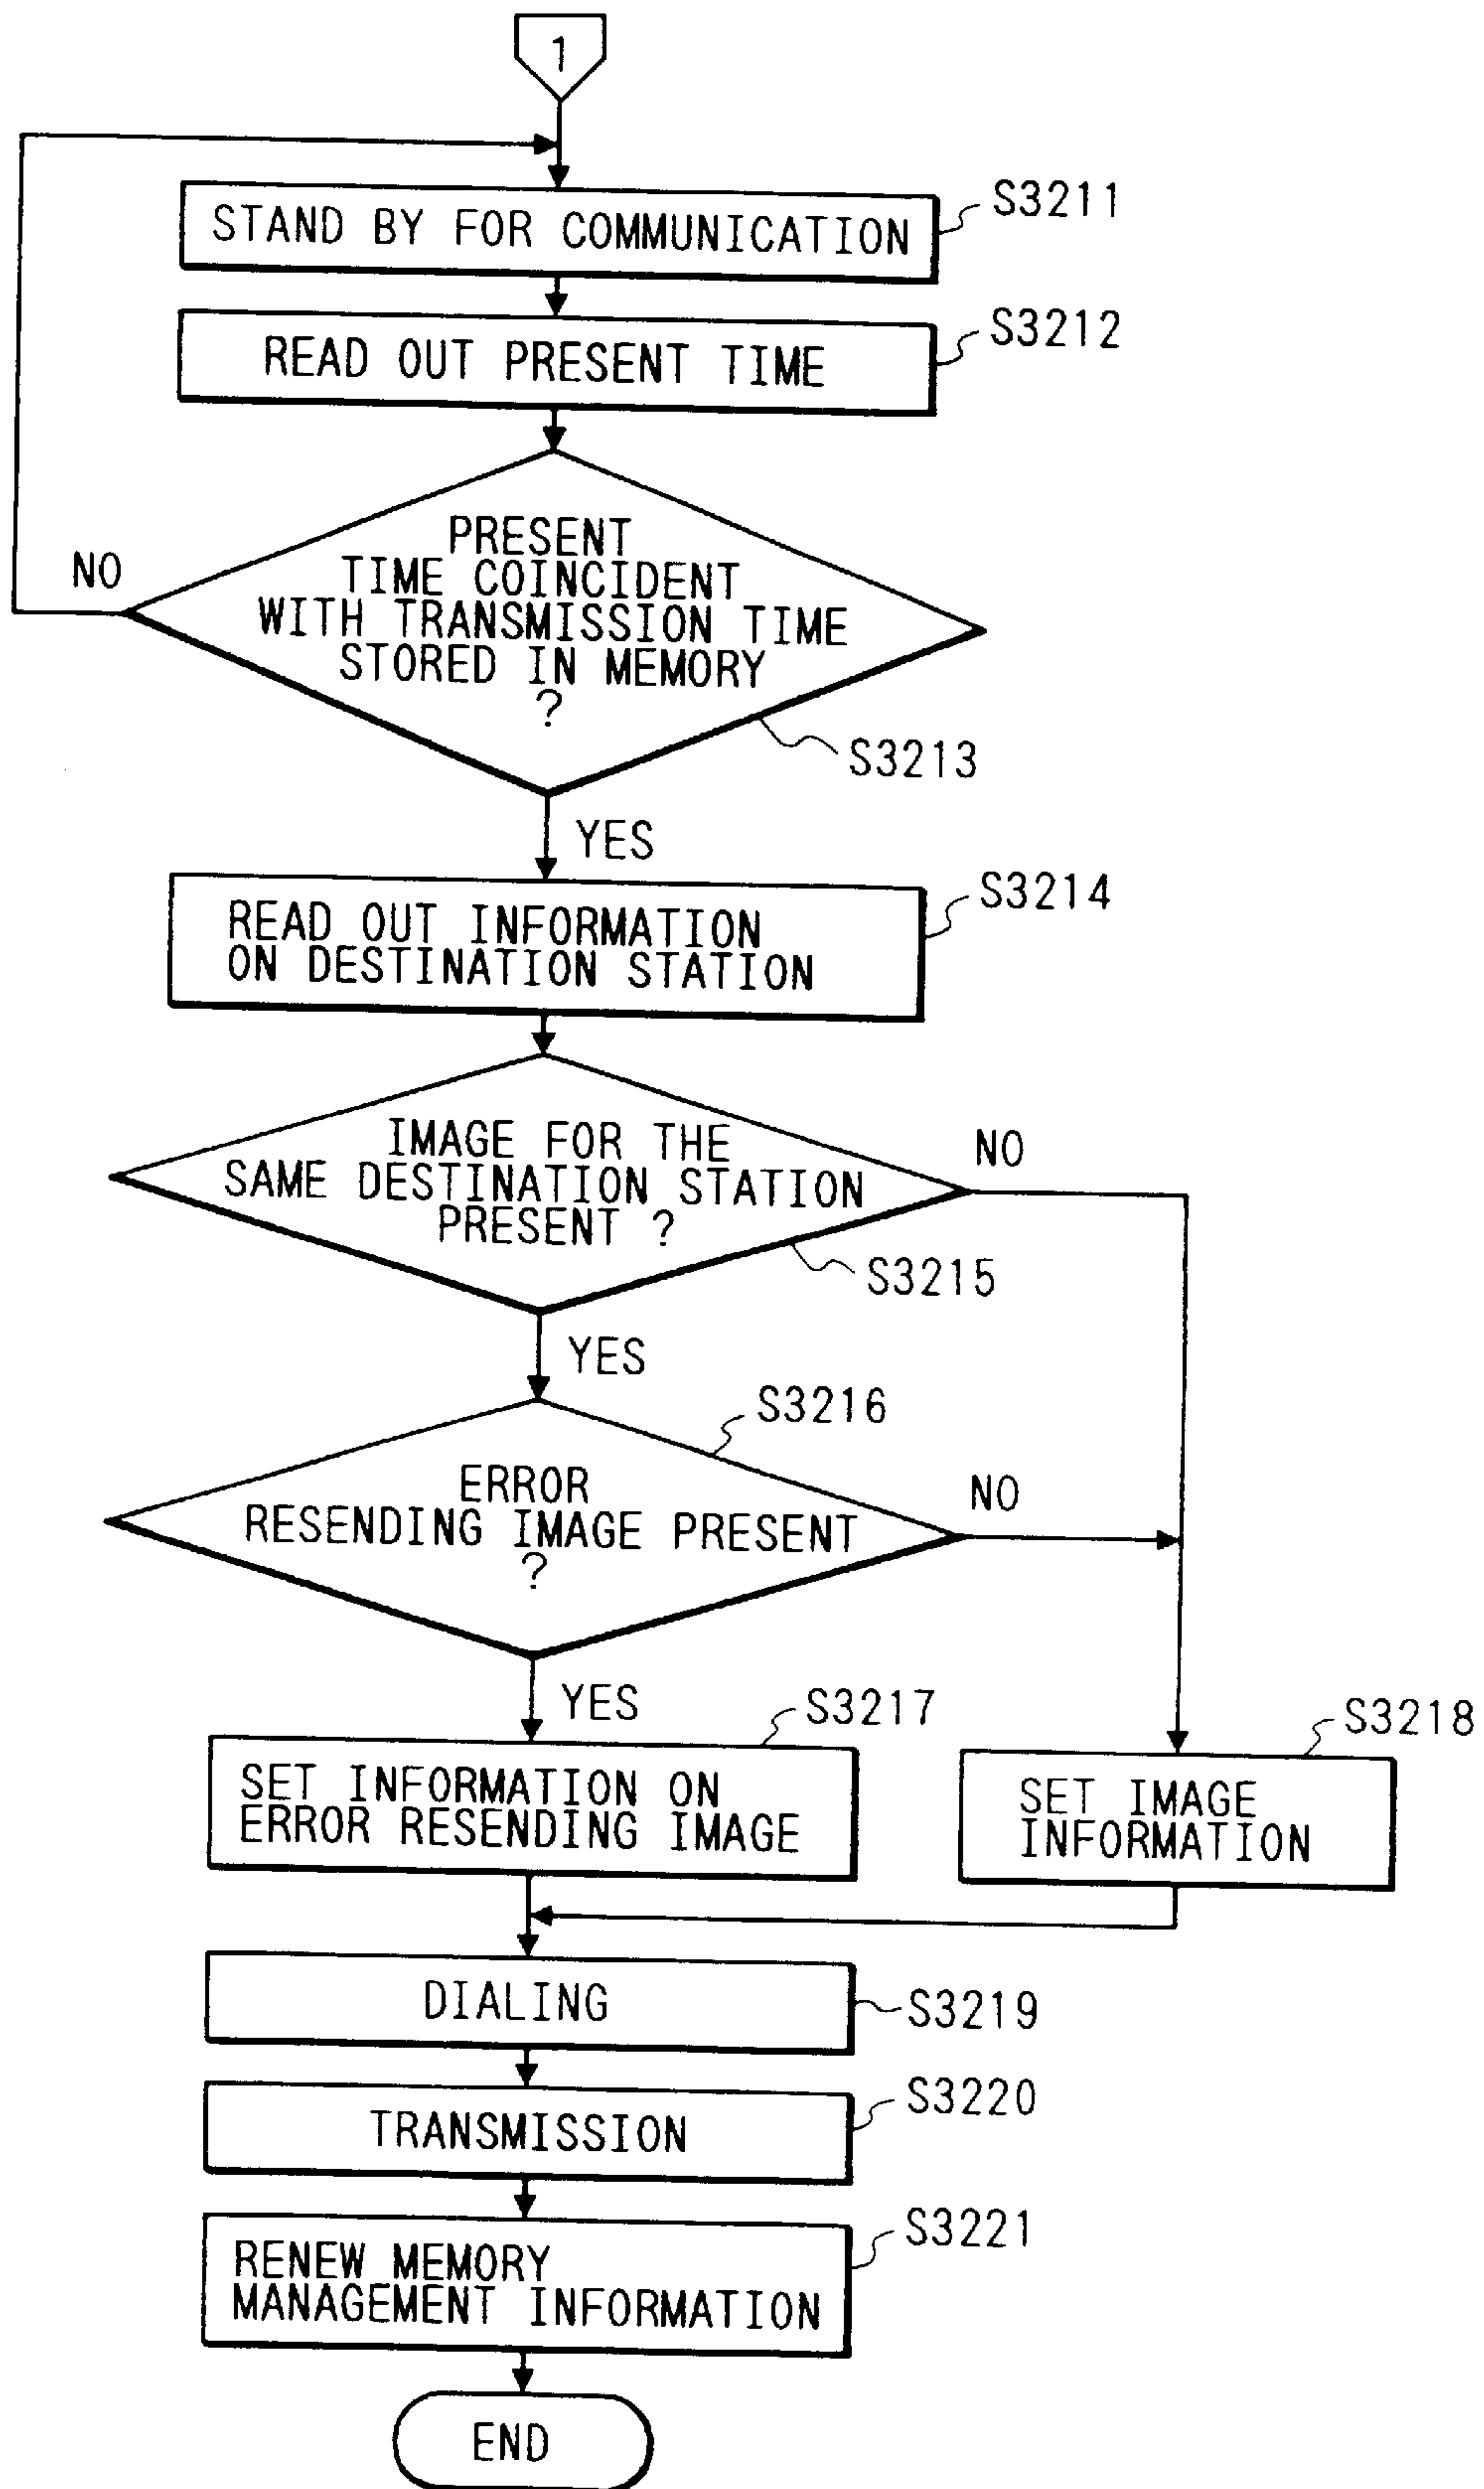 1
STAND BY FOR COMMUNICATION
S3211
READ OUT PRESENT TIME
S3212
PRESENT
TIME COINCIDENT
WITH TRANSMISSION TIME
STORED IN MEMORY
?
NO
S3213
YES
READ OUT INFORMATION
ON DESTINATION STATION
S3214
IMAGE FOR THE
SAME DESTINATION STATION
PRESENT ?
NO
S3215
YES
S3216
ERROR
RESENDING IMAGE PRESENT
?
NO
YES
S3217
SET INFORMATION ON
ERROR RESENDING IMAGE
S3218
SET IMAGE
INFORMATION
DIALING
S3219
TRANSMISSION
S3220
RENEW MEMORY
MANAGEMENT INFORMATION
S3221
END